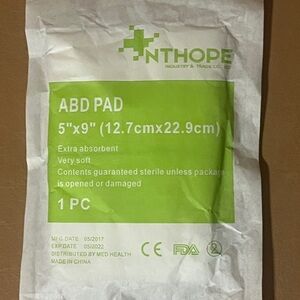 NTHOPE
INDUSTRY & TRADE CO.,
ABD PAD
5"x9" (12.7cmx22.9cm)
Extra absorbent
Very soft
Contents guaranteed sterile unless package
is opened or damaged
1 PC
MFG.DATE 05/2017
EXP.DATE 05/2022
DISTRIBUTED BY MED HEALTH
MADE IN CHINA
CE FDA